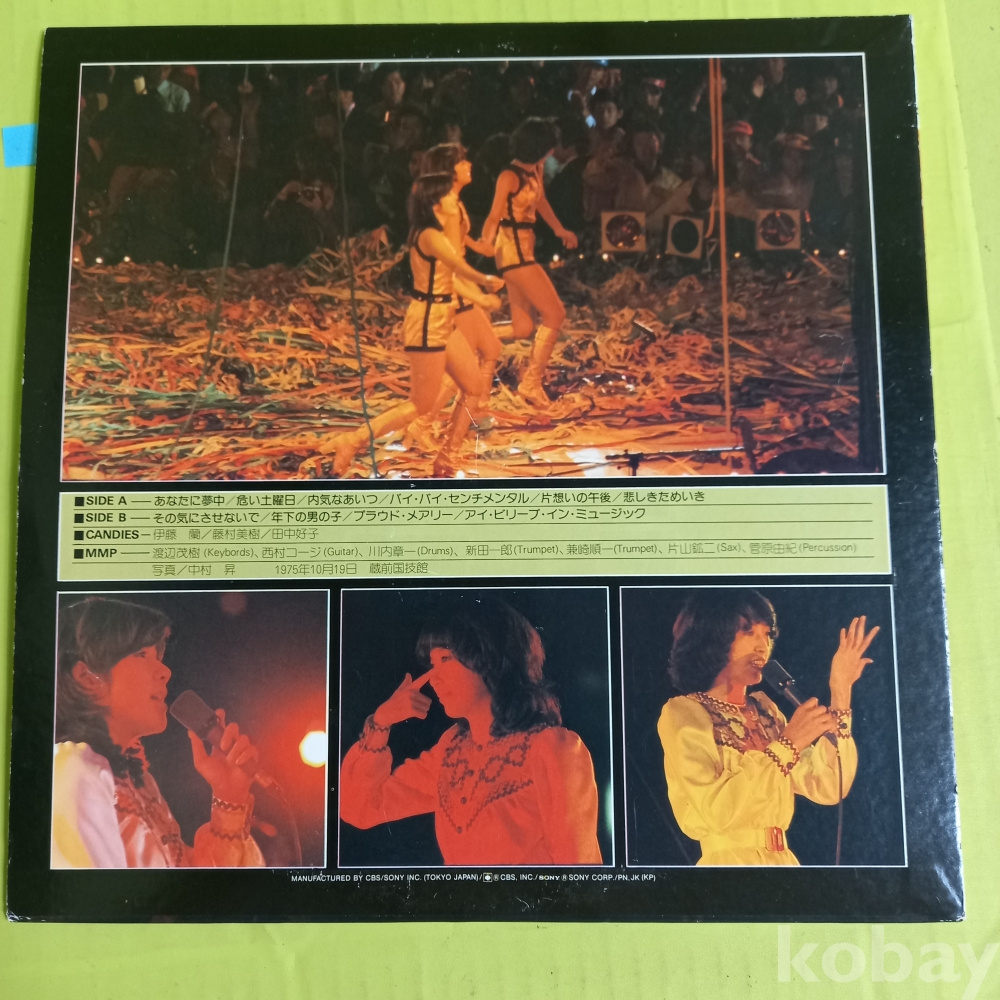 ■SIDE A―あなたに夢中/危い土曜日/内気なあいつ/バイ・バイ・センチメンタル/片想いの午後/悲しきためいき
■SIDE B―その気にさせないで/年下の男の子/プラウド・メアリー/アイ・ビリーブ・イン・ミュージック
■CANDIES―伊藤 蘭/藤村美樹/田中好子
■MMP―渡辺茂樹(Keybords)、西村コージ(Guitar)、川内章一(Drums)、新田一郎(Trumpet)、兼崎順一(Trumpet)、片山鉱二(Sax)、菅原由紀(Percussion)
写真/中村 昇 1975年10月19日 蔵前国技館
MANUFACTURED BY CBS/SONY INC. (TOKYO JAPAN)/ ® CBS. INC./SONY ® SONY CORP./PN.JK (KP)
kobay